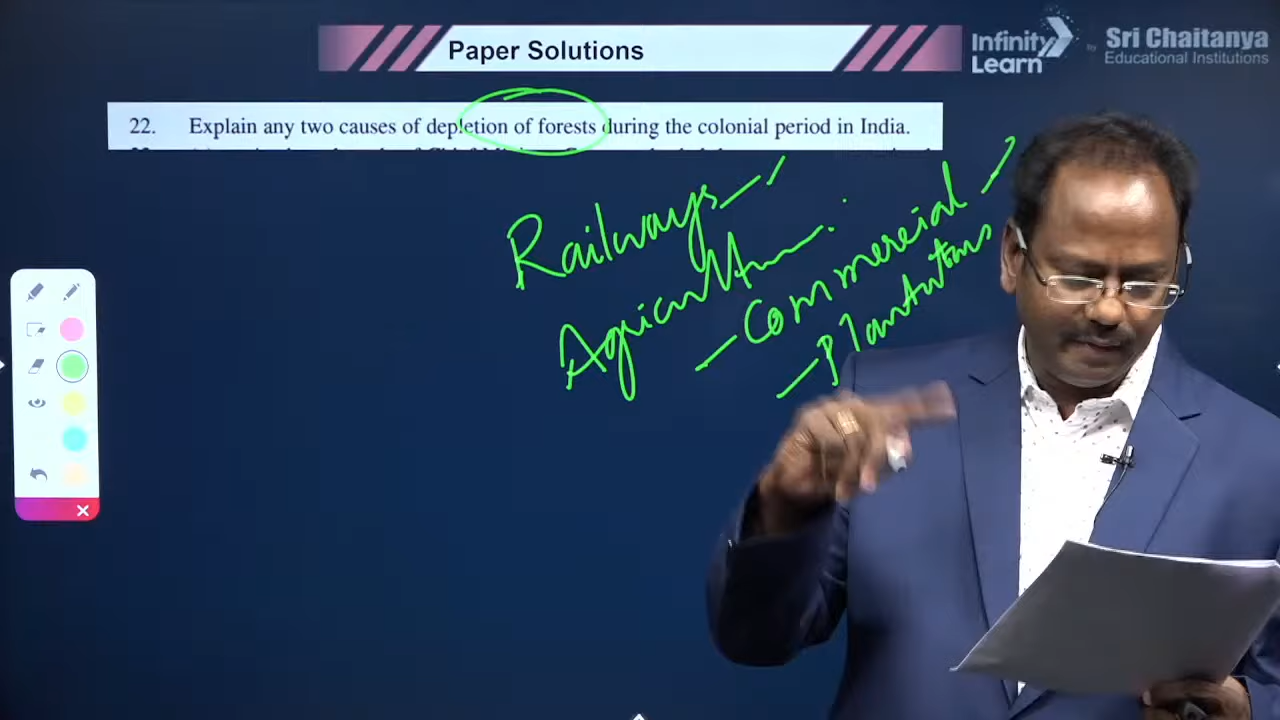 Paper Solutions
Infinity Learn
by Sri Chaitanya Educational Institutions
22. Explain any two causes of depletion of forests during the colonial period in India.
Railways
Agricultur
- Commercial
- Plantations